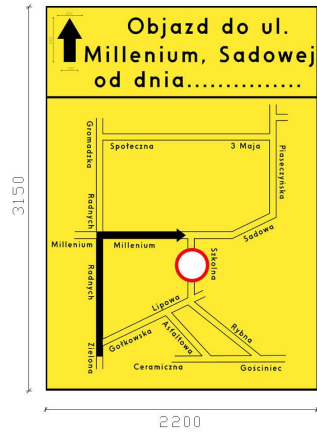 Objazd do ul.
Millenium, Sadowej
od dnia...............
Gromadzka
Społeczna
3 Maja
Piaseczyńska
Radnych
Millenium
Millenium
Sadowa
Szkolna
Radnych
Lipowa
Gołkowska
Asfaltowa
Rybna
Zielona
Ceramiczna
Gościniec
3150
2200